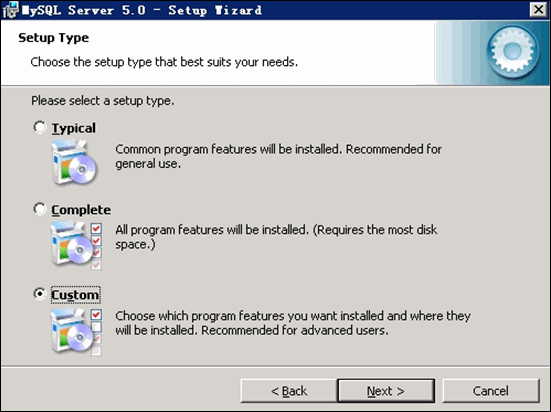 MySQL Server 5.0 - Setup Wizard
Setup Type
Choose the setup type that best suits your needs.
Please select a setup type.
Typical
Common program features will be installed. Recommended for
general use.
Complete
All program features will be installed. (Requires the most disk
space.)
Custom
Choose which program features you want installed and where they
will be installed. Recommended for advanced users.
< Back
Next >
Cancel